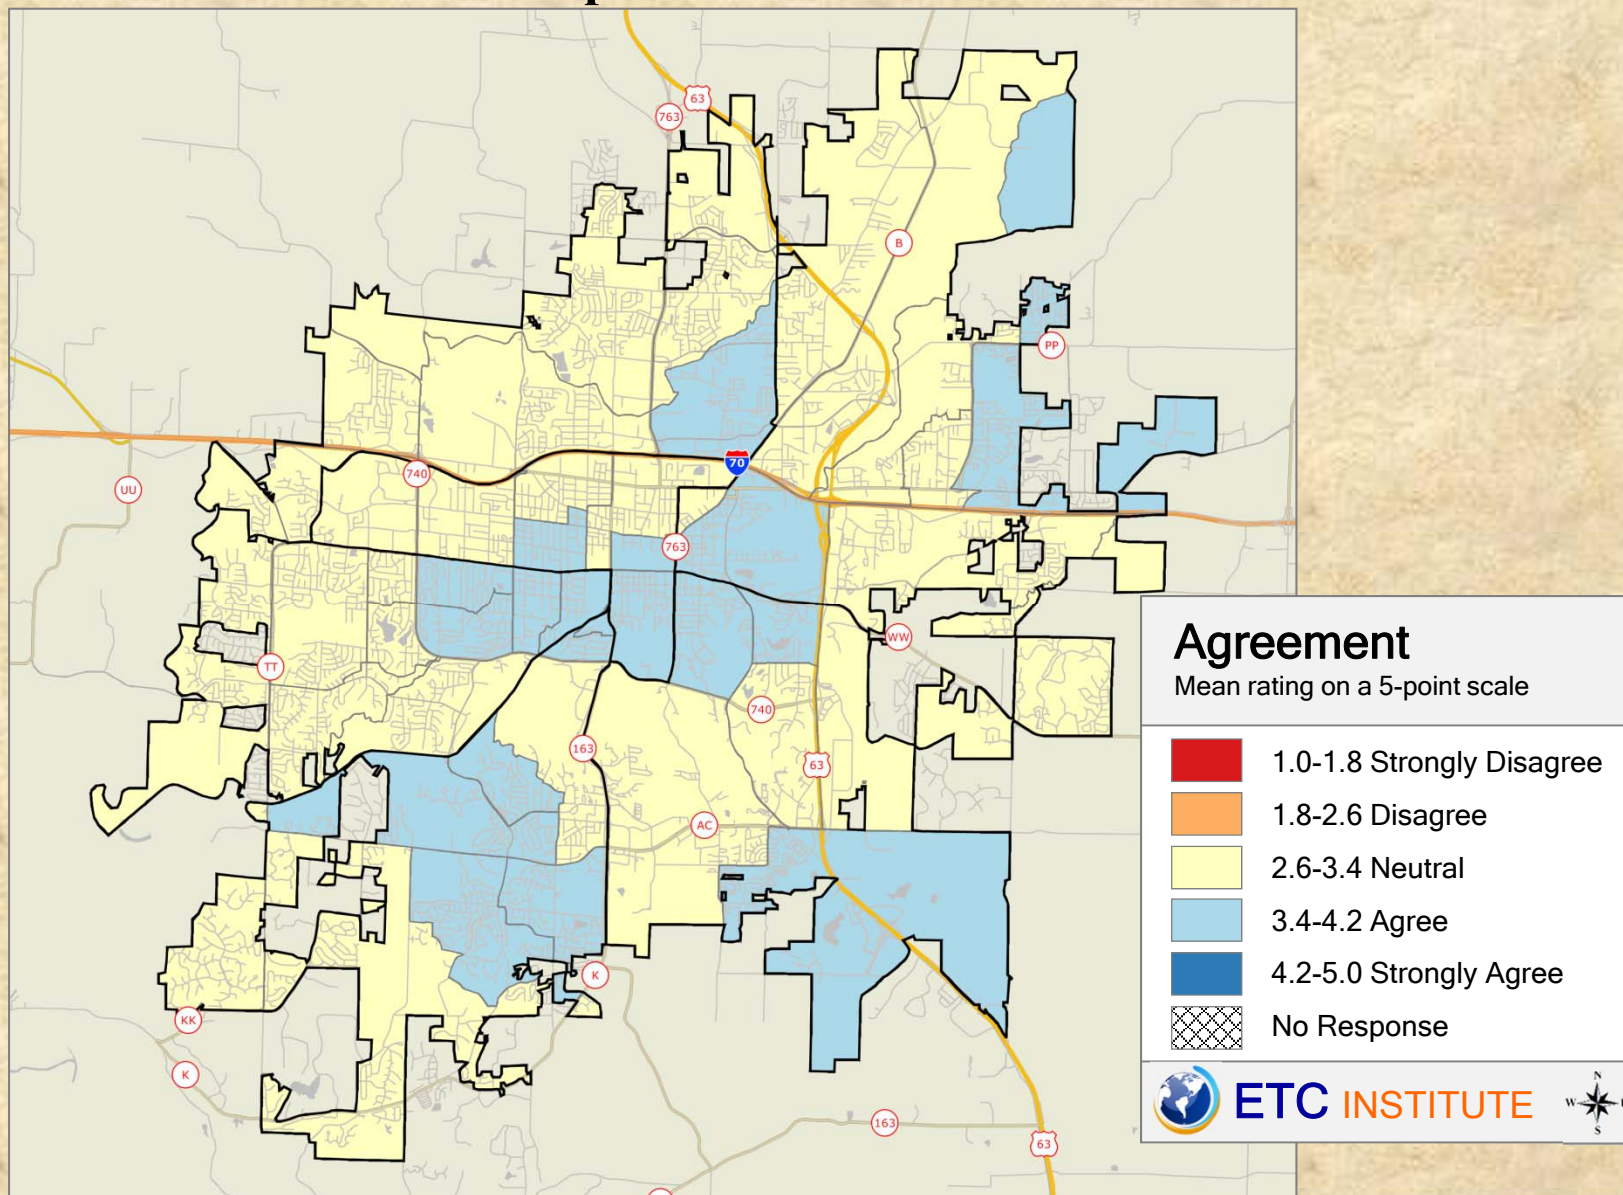 63
763
B
PP
70
740
UU
763
WW
TT
740
163
63
AC
K
KK
K
163
63
Agreement
Mean rating on a 5-point scale
1.0-1.8 Strongly Disagree
1.8-2.6 Disagree
2.6-3.4 Neutral
3.4-4.2 Agree
4.2-5.0 Strongly Agree
No Response
ETC INSTITUTE
N
W
S